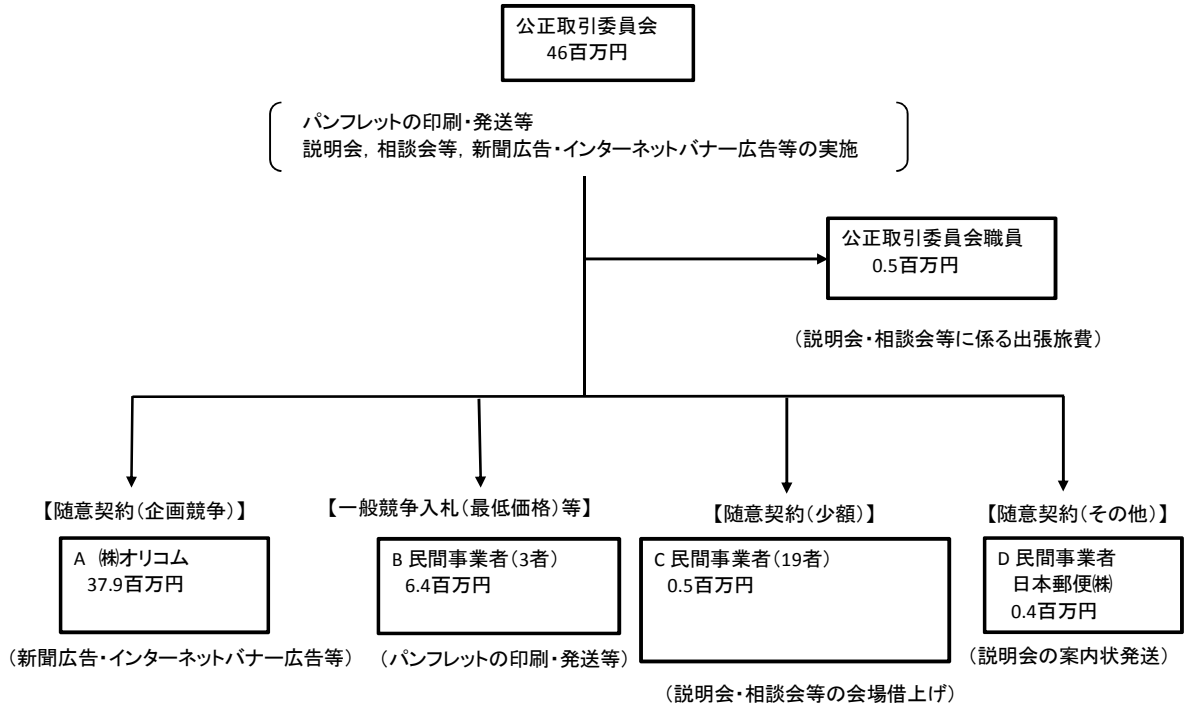 公正取引委員会
46百万円
パンフレットの印刷・発送等
説明会，相談会等，新聞広告・インターネットバナー広告等の実施
公正取引委員会職員
0.5百万円
（説明会・相談会等に係る出張旅費）
【随意契約（企画競争）】
A ㈱オリコム
37.9百万円
（新聞広告・インターネットバナー広告等）
【一般競争入札（最低価格）等】
B 民間事業者（3者）
6.4百万円
（パンフレットの印刷・発送等）
【随意契約（少額）】
C 民間事業者（19者）
0.5百万円
（説明会・相談会等の会場借上げ）
【随意契約（その他）】
D 民間事業者
日本郵便㈱
0.4百万円
（説明会の案内状発送）